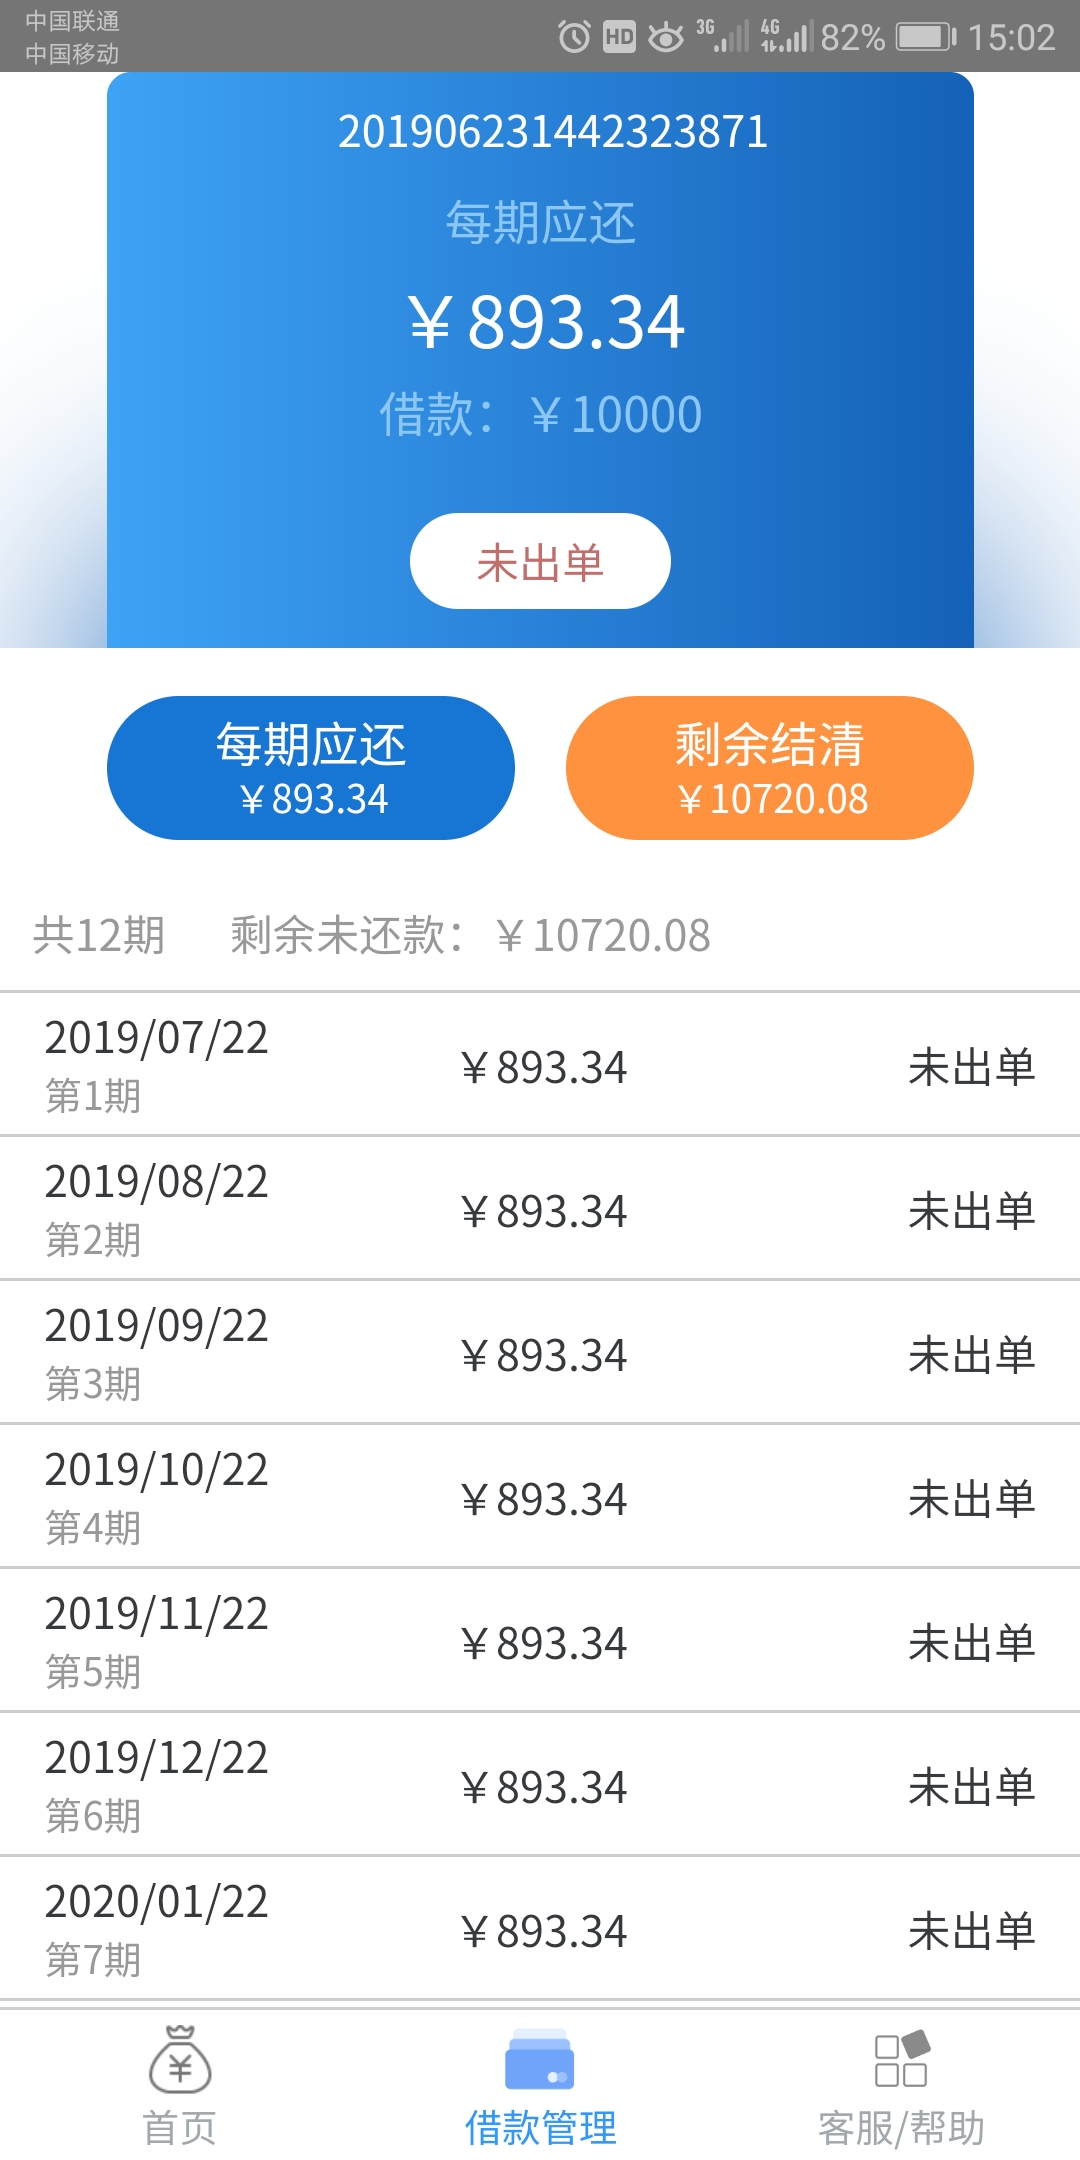 中国联通
中国移动
HD 3G 4G 82% 15:02
201906231442323871
每期应还
￥893.34
借款：￥10000
未出单
每期应还 剩余结清
￥893.34 ￥10720.08
共12期 剩余未还款：￥10720.08
2019/07/22
第1期 ￥893.34 未出单
2019/08/22
第2期 ￥893.34 未出单
2019/09/22
第3期 ￥893.34 未出单
2019/10/22
第4期 ￥893.34 未出单
2019/11/22
第5期 ￥893.34 未出单
2019/12/22
第6期 ￥893.34 未出单
2020/01/22
第7期 ￥893.34 未出单
首页 借款管理 客服/帮助